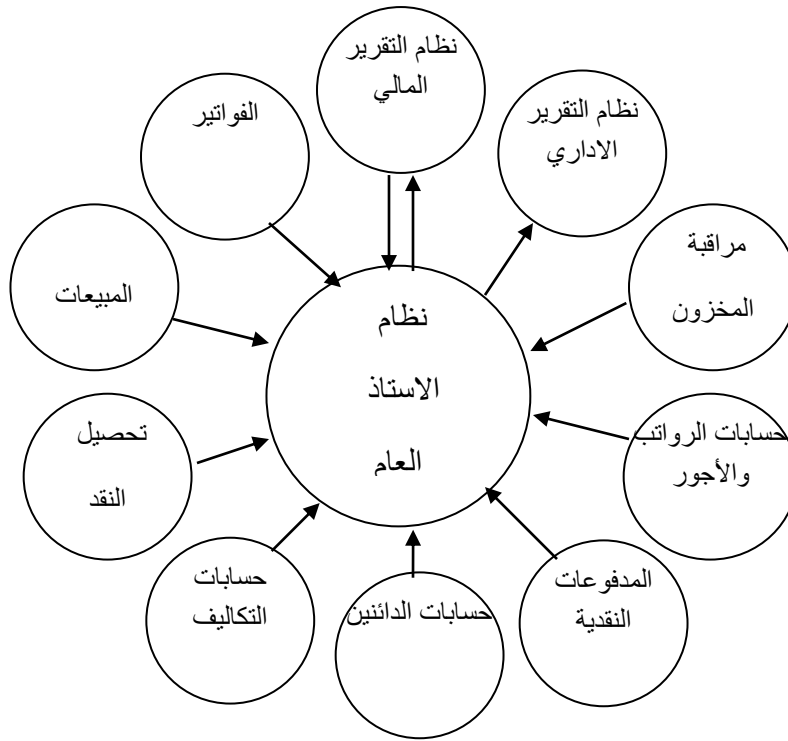 نظام التقرير
المالي
نظام التقرير
الاداري
مراقبة
المخزون
حسابات الرواتب
والأجور
المدفوعات
النقدية
حسابات الدائنين
حسابات
التكاليف
تحصيل
النقد
المبيعات
الفواتير
نظام
الاستاذ
العام